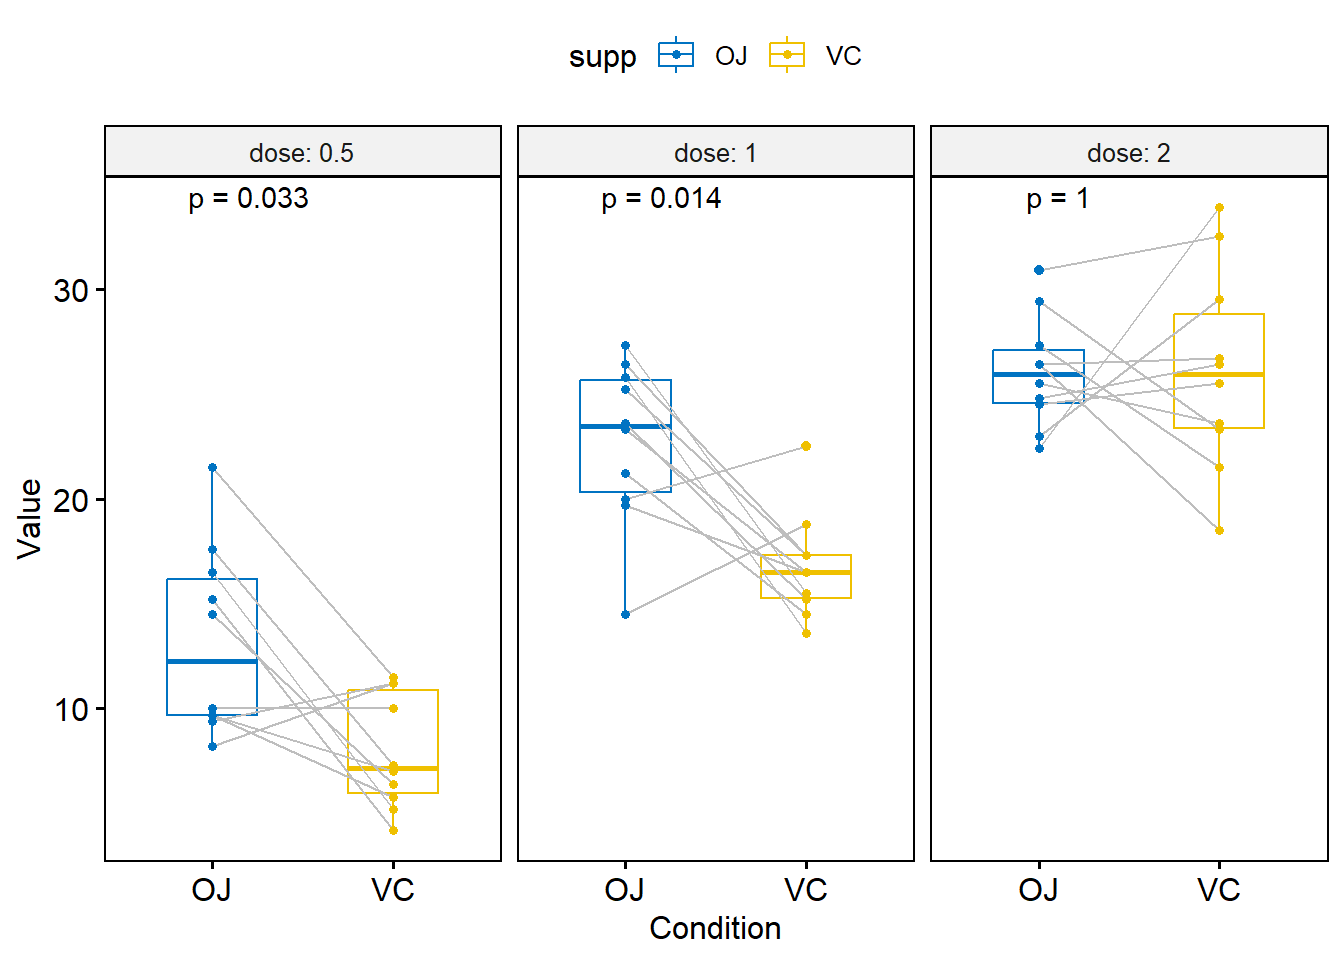 supp OJ VC
dose: 0.5 dose: 1 dose: 2
p = 0.033 p = 0.014 p = 1
30
20
10
Value
OJ VC OJ VC OJ VC
Condition